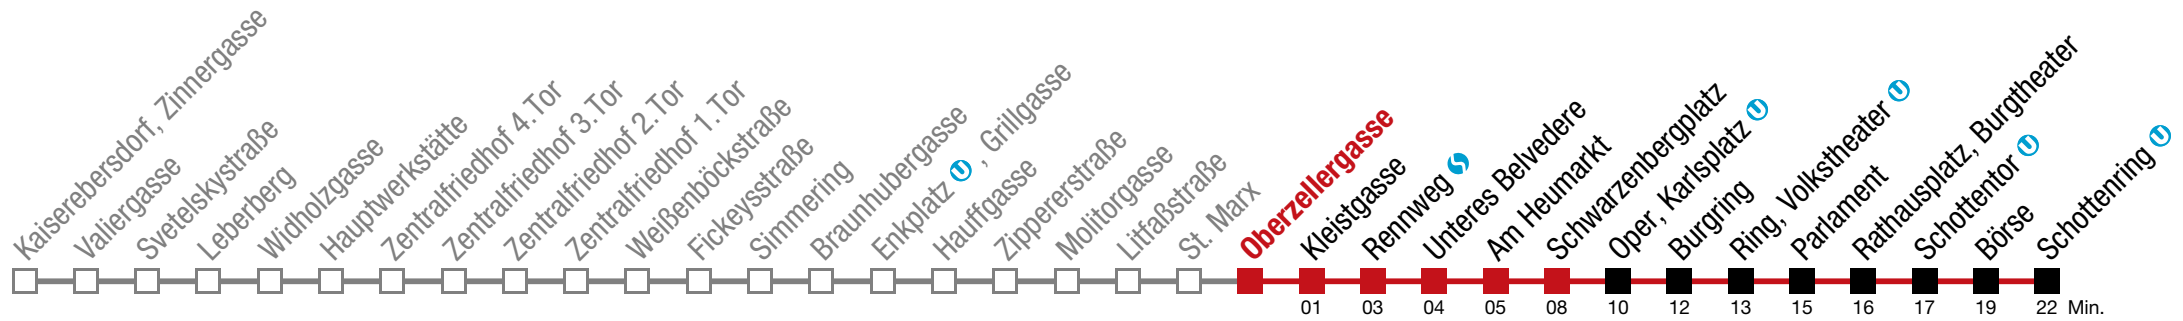 Kaiserebersdorf, Zinnergasse
Valiergasse
Svetelskystraße
Leberberg
Widholzgasse
Hauptwerkstätte
Zentralfriedhof 4. Tor
Zentralfriedhof 3. Tor
Zentralfriedhof 2. Tor
Zentralfriedhof 1. Tor
Weißenböckstraße
Fickeysstraße
Simmering
Braunhubergasse
Enkplatz U , Grillgasse
Hauffgasse
Zippererstraße
Molitorgasse
Litfaßstraße
St. Marx
Oberzellergasse
Kleistgasse
Rennweg S
Unteres Belvedere
Am Heumarkt
Schwarzenbergplatz
Oper, Karlsplatz U
Burgring
Ring, Volkstheater U
Parlament
Rathausplatz, Burgtheater
Schottentor U
Börse
Schottenring U
01 03 04 05 08 10 12 13 15 16 17 19 22 Min.